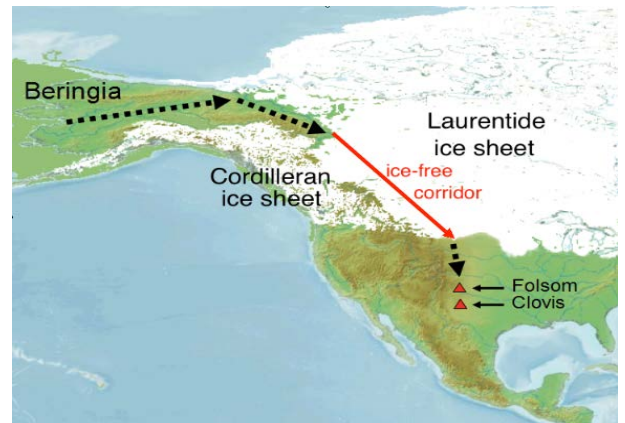 Beringia
Laurentide
ice sheet
ice-free
corridor
Cordilleran
ice sheet
Folsom
Clovis